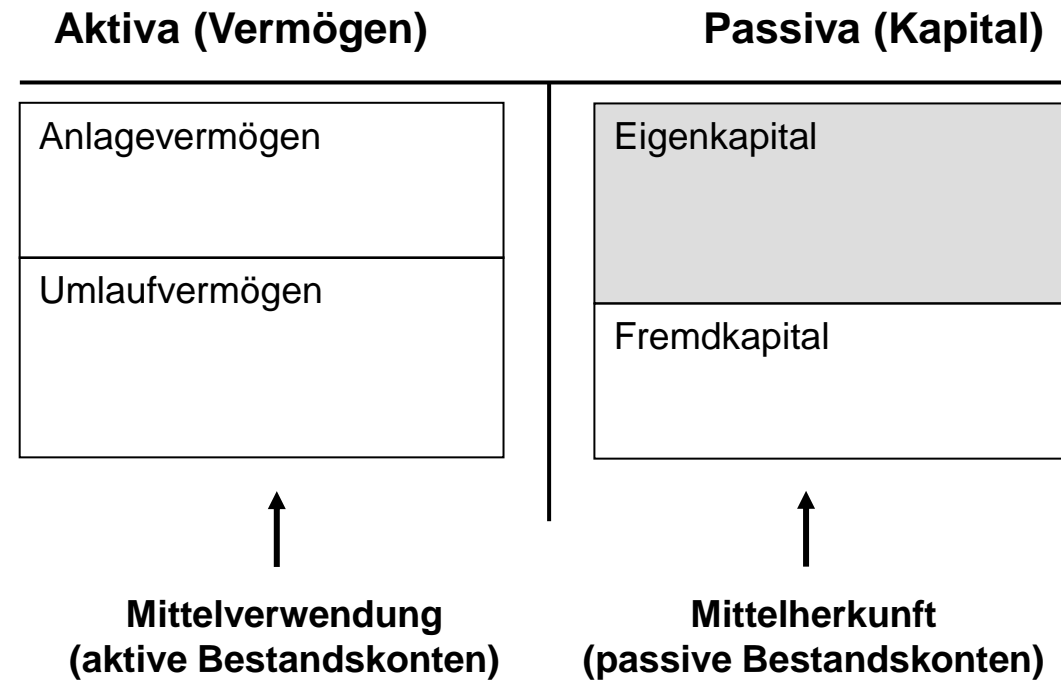 Aktiva (Vermögen)
Passiva (Kapital)
Anlagevermögen
Umlaufvermögen
Eigenkapital
Fremdkapital
Mittelverwendung
(aktive Bestandskonten)
Mittelherkunft
(passive Bestandskonten)